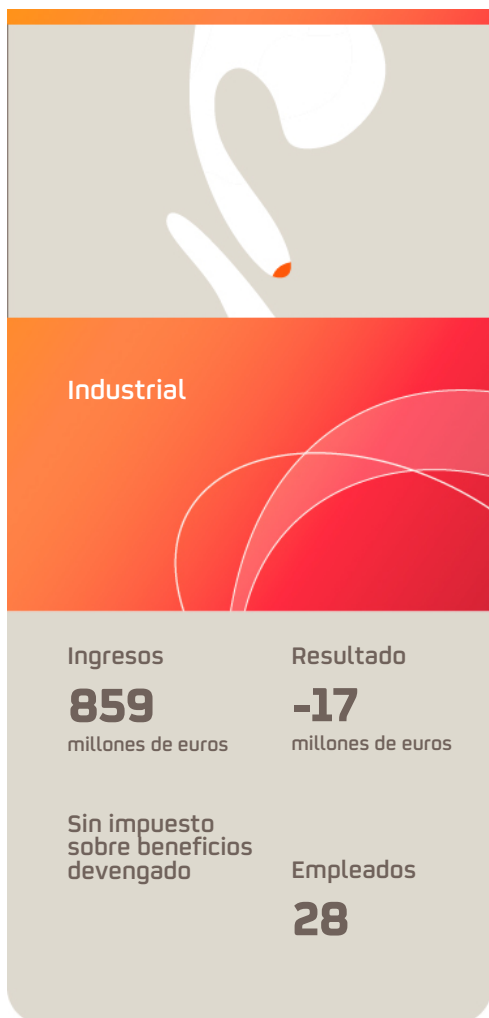 Industrial
Ingresos
859
millones de euros
Resultado
-17
millones de euros
Sin impuesto
sobre beneficios
devengado
Empleados
28